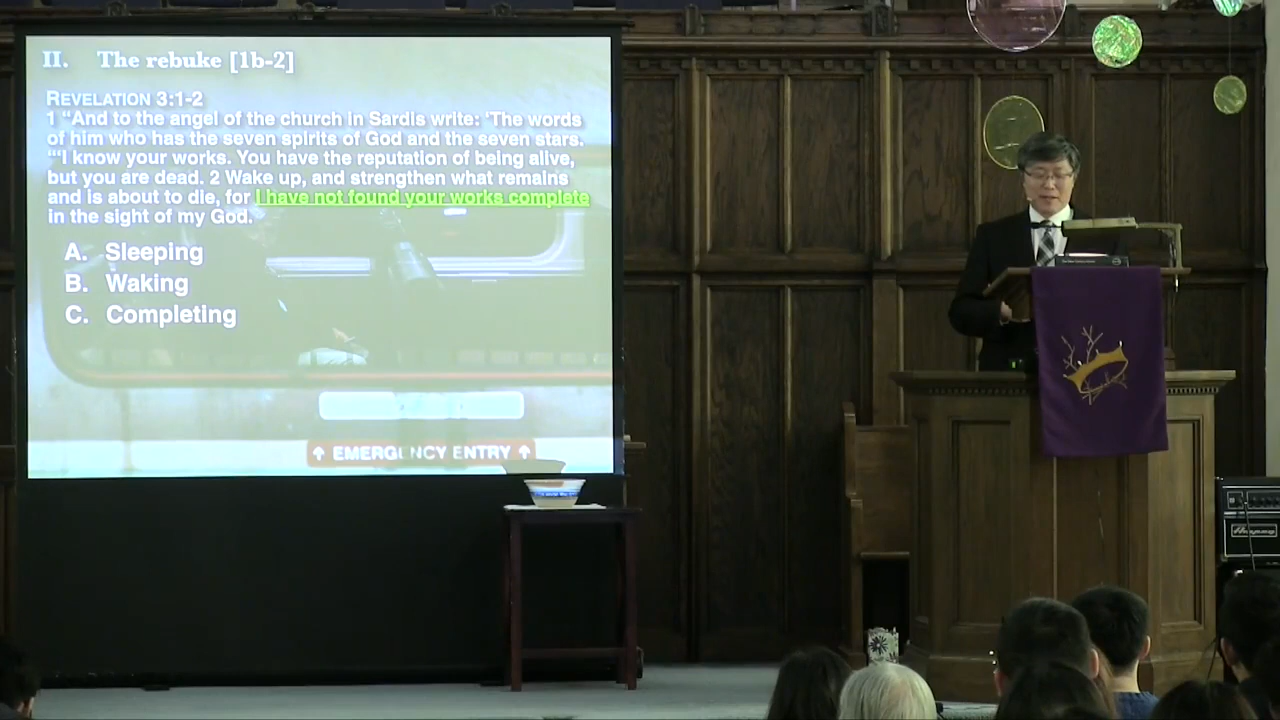 II. The rebuke [1b-2]
REVELATION 3:1-2
1 “And to the angel of the church in Sardis write: ‘The words
of him who has the seven spirits of God and the seven stars.
“‘I know your works. You have the reputation of being alive,
but you are dead. 2 Wake up, and strengthen what remains
and is about to die, for I have not found your works complete
in the sight of my God.
A. Sleeping
B. Waking
C. Completing
↑ EMERGENCY ENTRY ↑